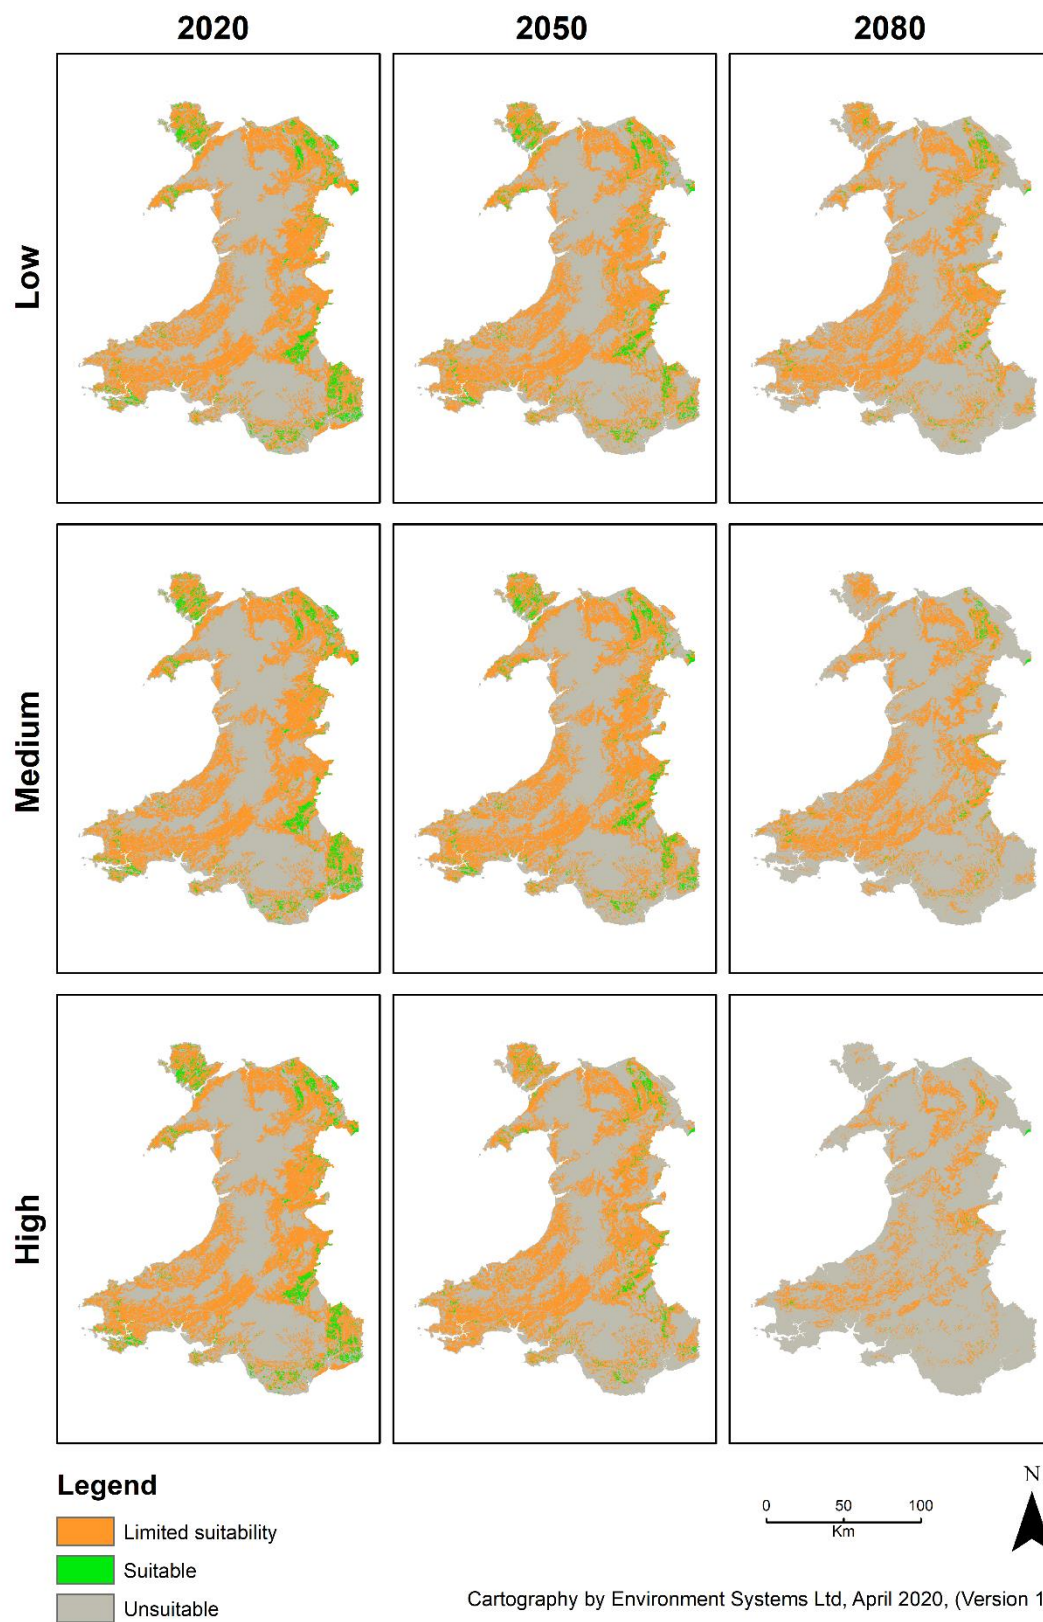 2020 2050 2080
Low
Medium
High
Legend
Limited suitability
Suitable
Unsuitable
0 50 100
Km
N
Cartography by Environment Systems Ltd, April 2020, (Version 1